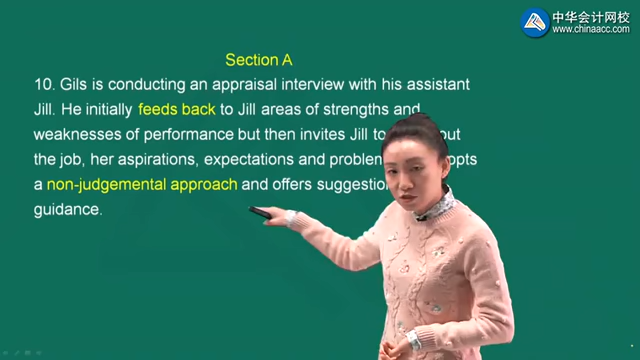 中华会计网校
www.chinaacc.com
Section A
10. Gils is conducting an appraisal interview with his assistant
Jill. He initially feeds back to Jill areas of strengths and
weaknesses of performance but then invites Jill to out
the job, her aspirations, expectations and
a non-judgemental approach and offers
guidance.